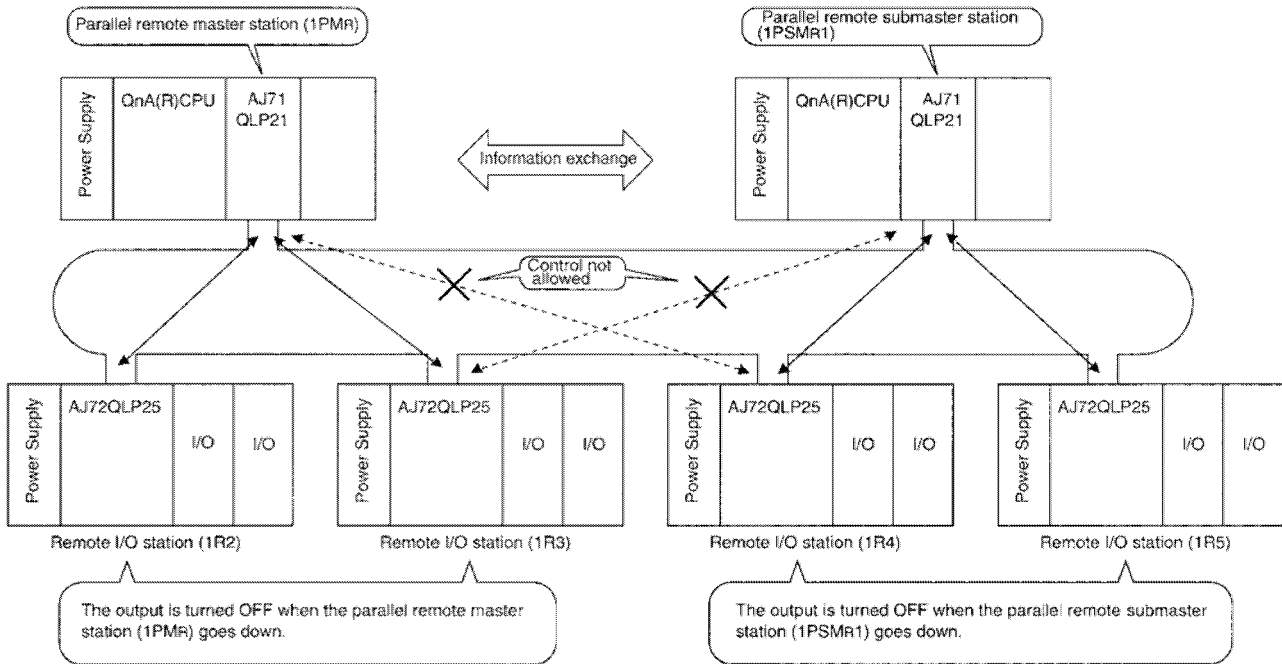 Parallel remote master station (1PMR)
Parallel remote submaster station
(1PSMR1)
Power Supply
QnA(R)CPU
AJ71
QLP21
Power Supply
QnA(R)CPU
AJ71
QLP21
Information exchange
Control not
allowed
Power Supply
AJ72QLP25
I/O
I/O
Power Supply
AJ72QLP25
I/O
I/O
Power Supply
AJ72QLP25
I/O
I/O
Power Supply
AJ72QLP25
I/O
I/O
Remote I/O station (1R2)
Remote I/O station (1R3)
Remote I/O station (1R4)
Remote I/O station (1R5)
The output is turned OFF when the parallel remote master
station (1PMR) goes down.
The output is turned OFF when the parallel remote submaster
station (1PSMR1) goes down.